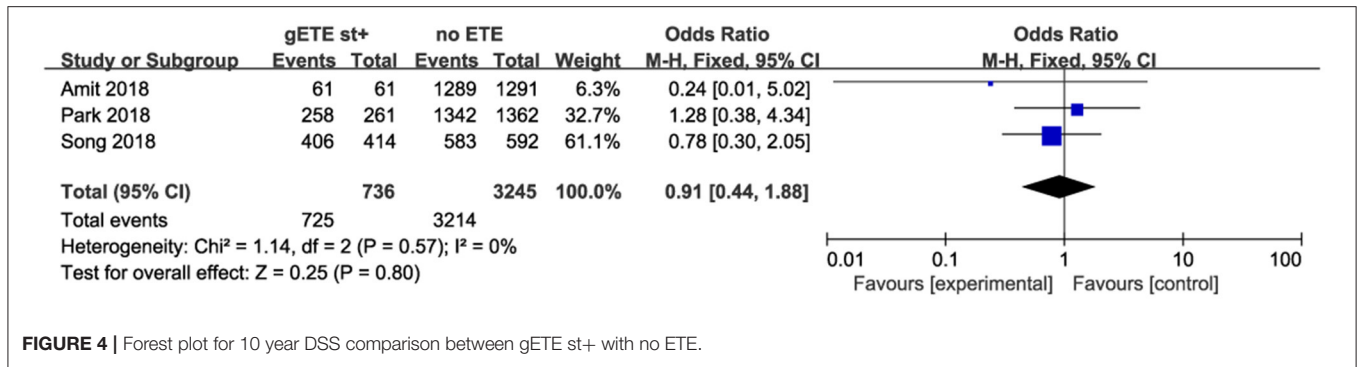 gETE st+ no ETE Odds Ratio Odds Ratio
Study or Subgroup Events Total Events Total Weight M-H, Fixed, 95% CI M-H, Fixed, 95% CI
Amit 2018 61 61 1289 1291 6.3% 0.24 [0.01, 5.02]
Park 2018 258 261 1342 1362 32.7% 1.28 [0.38, 4.34]
Song 2018 406 414 583 592 61.1% 0.78 [0.30, 2.05]
Total (95% CI) 736 3245 100.0% 0.91 [0.44, 1.88]
Total events 725 3214
Heterogeneity: Chi² = 1.14, df = 2 (P = 0.57); I² = 0%
Test for overall effect: Z = 0.25 (P = 0.80)
0.01 0.1 1 10 100
Favours [experimental] Favours [control]
FIGURE 4 | Forest plot for 10 year DSS comparison between gETE st+ with no ETE.